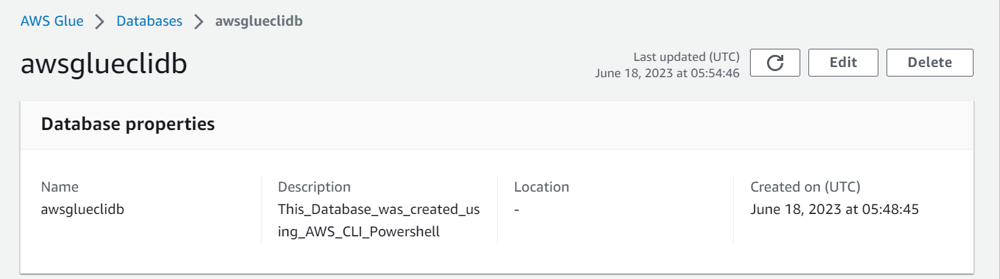 AWS Glue > Databases > awsglueclidb
awsglueclidb
Last updated (UTC)
June 18, 2023 at 05:54:46
Edit
Delete
Database properties
Name
awsglueclidb
Description
This_Database_was_created_us
ing_AWS_CLI_Powershell
Location
-
Created on (UTC)
June 18, 2023 at 05:48:45